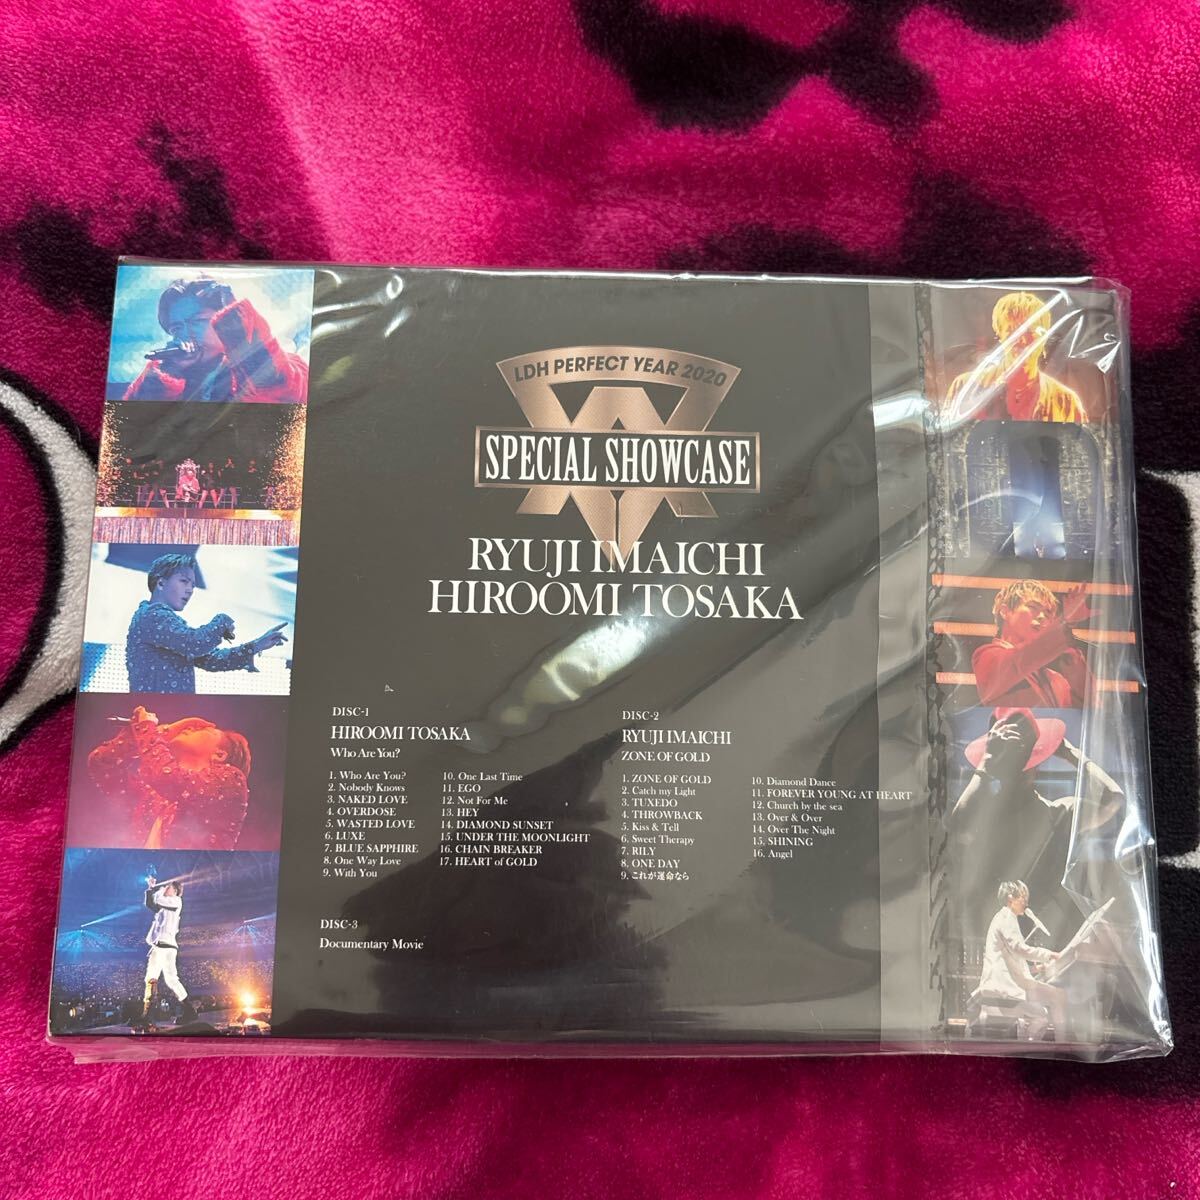 LDH PERFECT YEAR 2020
SPECIAL SHOWCASE
RYUJI IMAICHI
HIROOMI TOSAKA
DISC-1
HIROOMI TOSAKA
Who Are You?
1. Who Are You?
2. Nobody Knows
3. NAKED LOVE
4. OVERDOSE
5. WASTED LOVE
6. LUXE
7. BLUE SAPPHIRE
8. One Way Love
9. With You
10. One Last Time
11. EGO
12. Not For Me
13. HEY
14. DIAMOND SUNSET
15. UNDER THE MOONLIGHT
16. CHAIN BREAKER
17. HEART of GOLD
DISC-2
RYUJI IMAICHI
ZONE OF GOLD
1. ZONE OF GOLD
2. Catch my Light
3. TUXEDO
4. THROWBACK
5. Kiss & Tell
6. Sweet Therapy
7. RILY
8. ONE DAY
9. これが運命なら
10. Diamond Dance
11. FOREVER YOUNG AT HEART
12. Church by the sea
13. Over & Over
14. Over The Night
15. SHINING
16. Angel
DISC-3
Documentary Movie